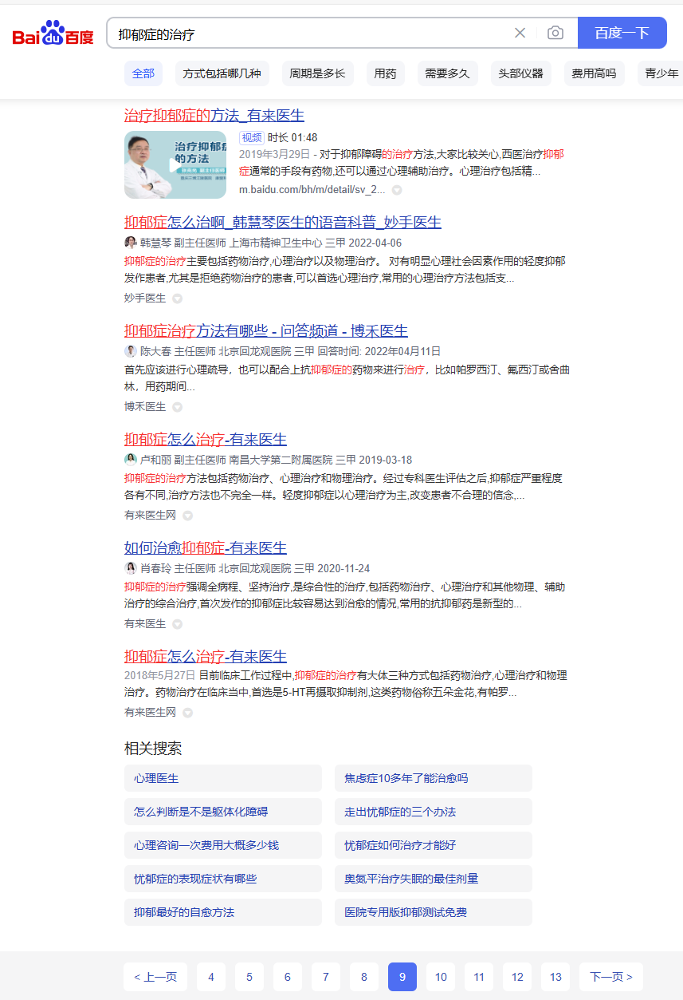 Bai du 百度
抑郁症的治疗
百度一下
全部 方式包括哪几种 周期是多长 用药 需要多久 头部仪器 费用高吗 青少年
治疗抑郁症的方法_有来医生
治疗抑郁症
的方法
视频 时长 01:48
2019年3月29日 - 对于抑郁障碍的治疗方法,大家比较关心,西医治疗抑郁
症通常的手段有药物,还可以通过心理辅助治疗。心理治疗包括精...
m.baidu.com/bh/m/detail/sv_2...
抑郁症怎么治啊_韩慧琴医生的语音科普_妙手医生
韩慧琴 副主任医师 上海市精神卫生中心 三甲 2022-04-06
抑郁症的治疗主要包括药物治疗,心理治疗以及物理治疗。 对有明显心理社会因素作用的轻度抑郁
发作患者,尤其是拒绝药物治疗的患者,可以首选心理治疗,常用的心理治疗方法包括支...
妙手医生
抑郁症治疗方法有哪些 - 问答频道 - 博禾医生
陈大春 主任医师 北京回龙观医院 三甲 回答时间: 2022年04月11日
首先应该进行心理疏导，也可以配合上抗抑郁症的药物来进行治疗，比如帕罗西汀、氟西汀或舍曲
林，用药期间...
博禾医生
抑郁症怎么治疗-有来医生
卢和丽 副主任医师 南昌大学第二附属医院 三甲 2019-03-18
抑郁症的治疗方法包括药物治疗、心理治疗和物理治疗。经过专科医生评估之后,抑郁症严重程度
各有不同,治疗方法也不完全一样。轻度抑郁症以心理治疗为主,改变患者不合理的信念,...
有来医生网
如何治愈抑郁症-有来医生
肖春玲 主任医师 北京回龙观医院 三甲 2020-11-24
抑郁症的治疗强调全病程、坚持治疗,是综合性的治疗,包括药物治疗、心理治疗和其他物理、辅助
治疗的综合治疗,首次发作的抑郁症比较容易达到治愈的情况,常用的抗抑郁药是新型的...
有来医生
抑郁症怎么治疗-有来医生
2018年5月27日 目前临床工作过程中,抑郁症的治疗有大体三种方式包括药物治疗,心理治疗和物理
治疗。药物治疗在临床当中,首选是5-HT再摄取抑制剂,这类药物俗称五朵金花,有帕罗...
有来医生网
相关搜索
心理医生 焦虑症10多年了能治愈吗
怎么判断是不是躯体化障碍 走出忧郁症的三个办法
心理咨询一次费用大概多少钱 忧郁症如何治疗才能好
忧郁症的表现症状有哪些 奥氮平治疗失眠的最佳剂量
抑郁最好的自愈方法 医院专用版抑郁测试免费
< 上一页 4 5 6 7 8 9 10 11 12 13 下一页 >